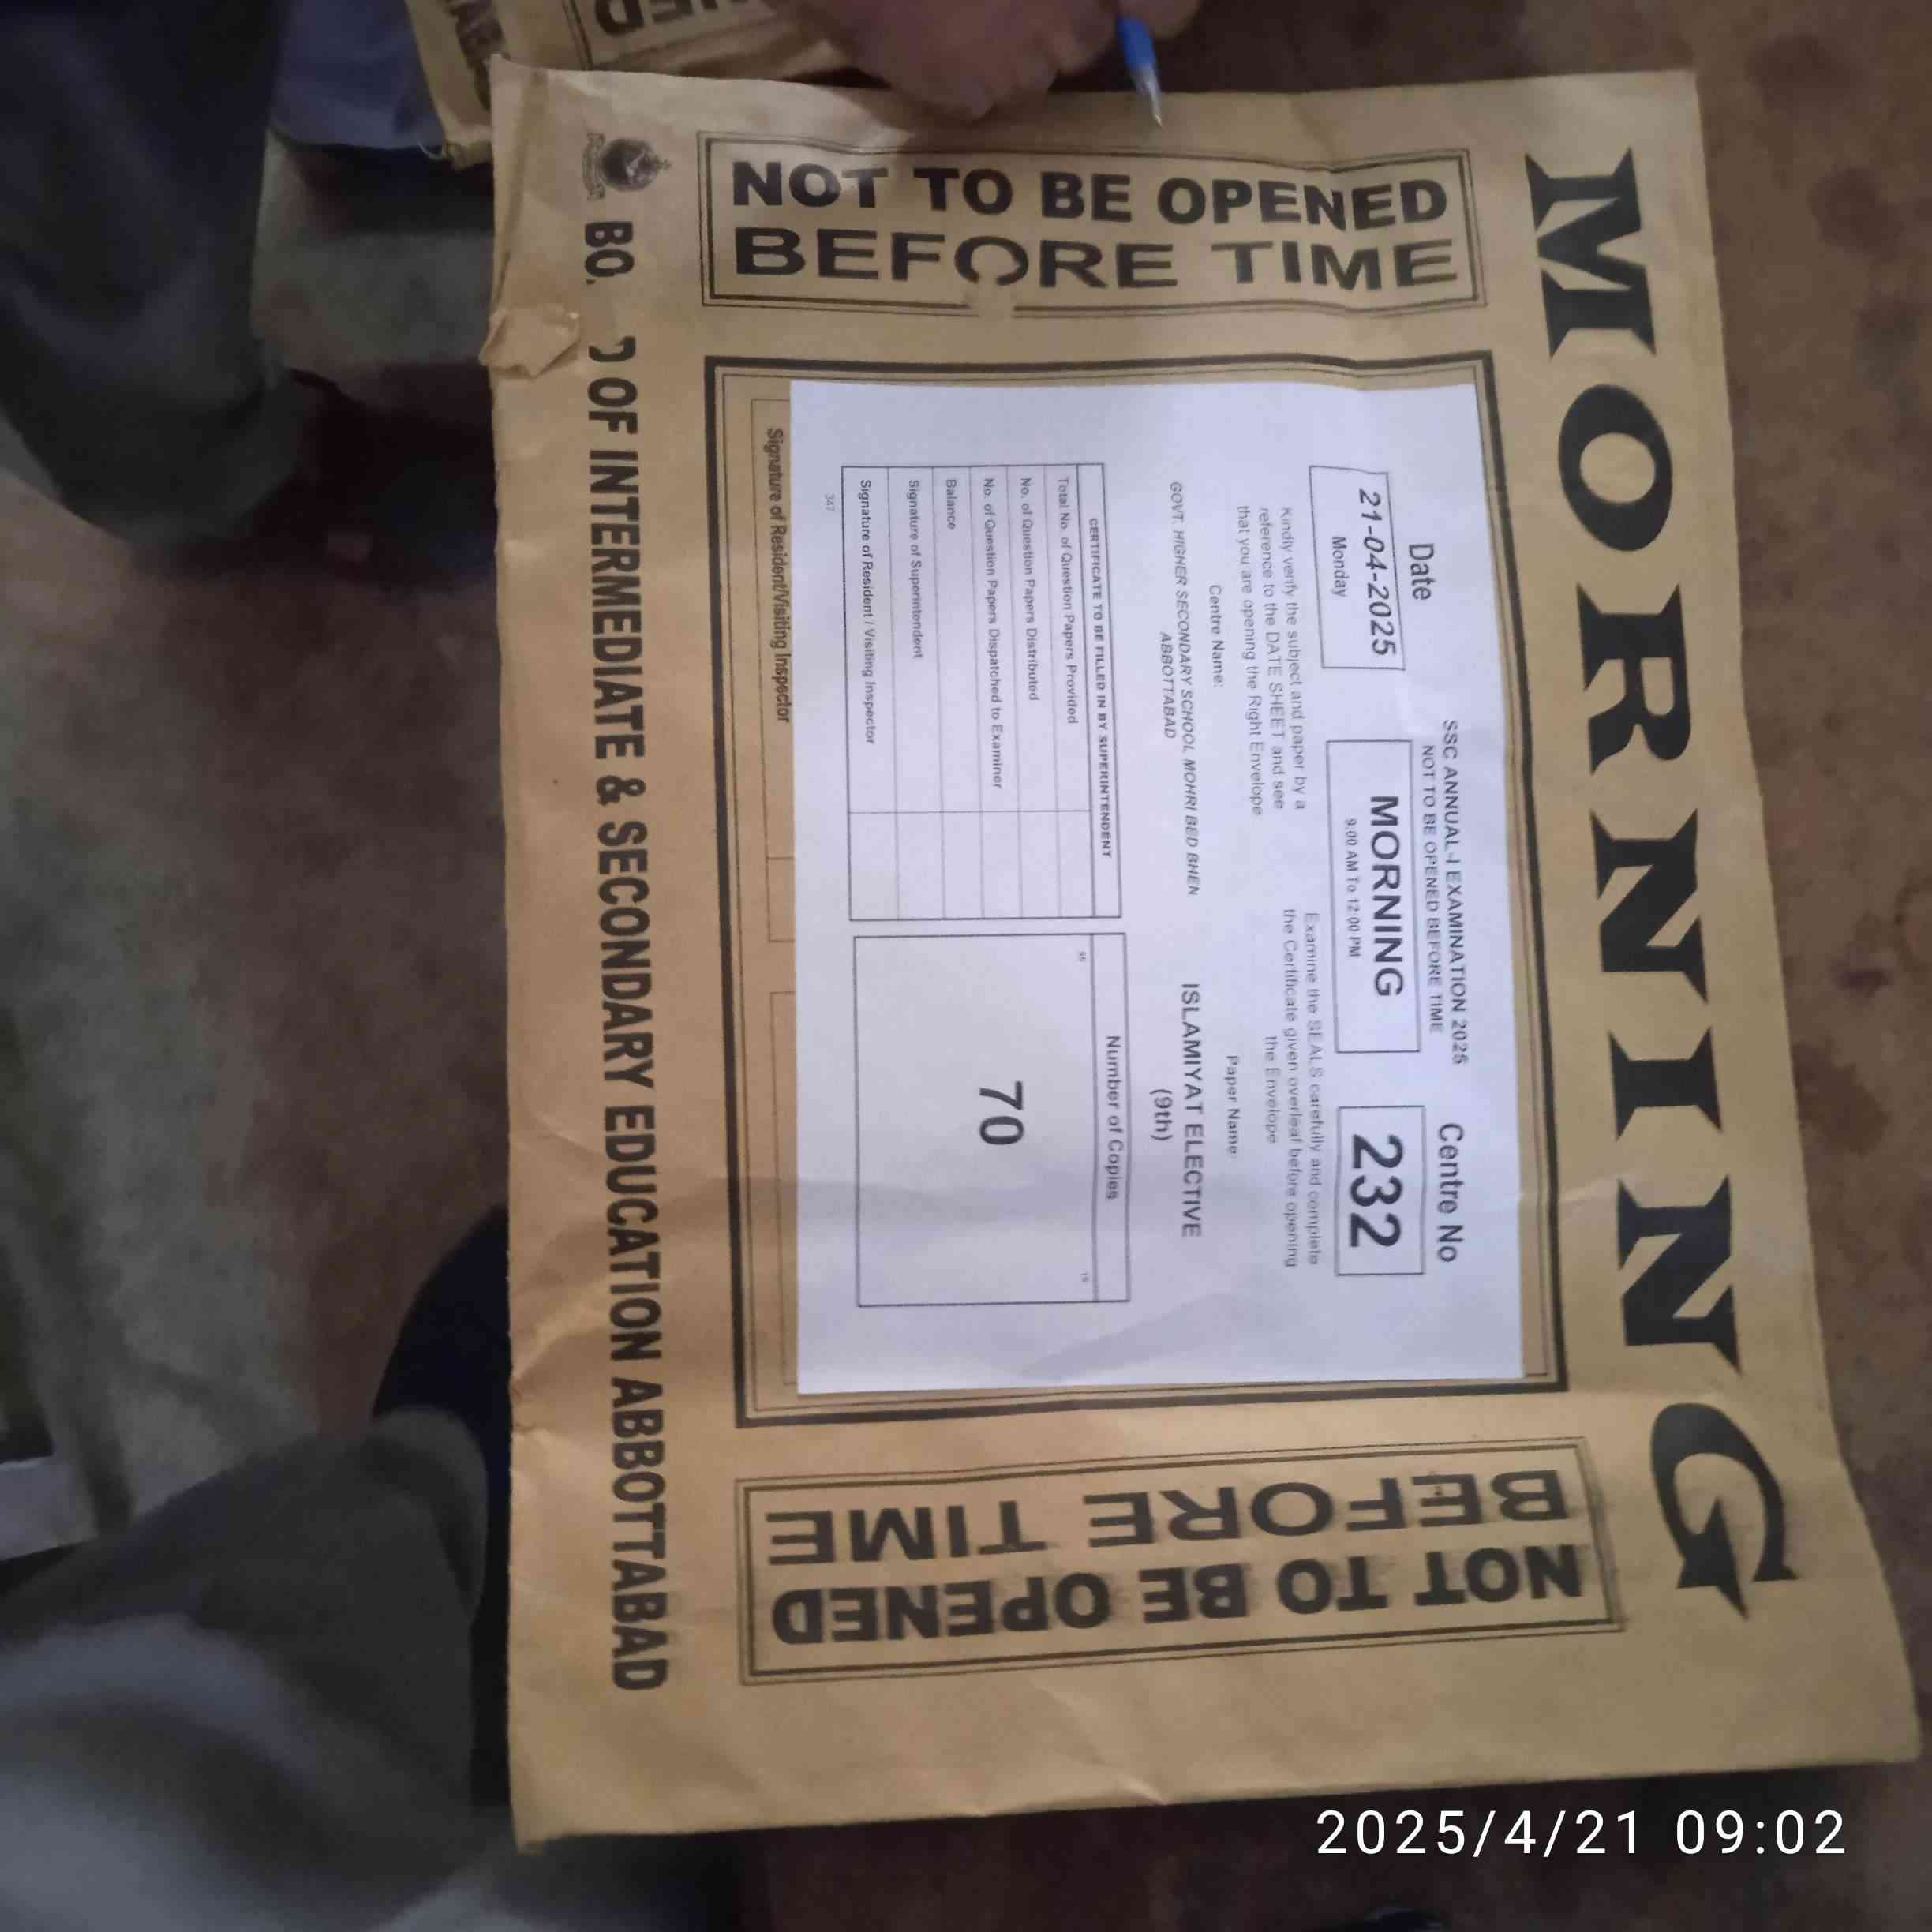 MORNING
NOT TO BE OPENED
BEFORE TIME
SSC ANNUAL-I EXAMINATION 2025
NOT TO BE OPENED BEFORE TIME
Date
21-04-2025
Monday
MORNING
9:00 AM To 12:00 PM
Centre No
232
Kindly verify the subject and paper by a
reference to the DATE SHEET and see
that you are opening the Right Envelope
Examine the SEALS carefully and complete
the Certificate given overleaf before opening
the Envelope
Centre Name:
GOVT. HIGHER SECONDARY SCHOOL MOHRI BED BHEN
ABBOTTABAD
Paper Name:
ISLAMIYAT ELECTIVE
(9th)
CERTIFICATE TO BE FILLED IN BY SUPERINTENDENT
Total No. of Question Papers Provided
No. of Question Papers Distributed
No. of Question Papers Dispatched to Examiner
Balance
Signature of Superintendent
Signature of Resident / Visiting Inspector
347
Number of Copies
70
Signature of Resident/Visiting Inspector
NOT TO BE OPENED
BEFORE TIME
BO. D OF INTERMEDIATE & SECONDARY EDUCATION ABBOTTABAD
2025/4/21 09:02